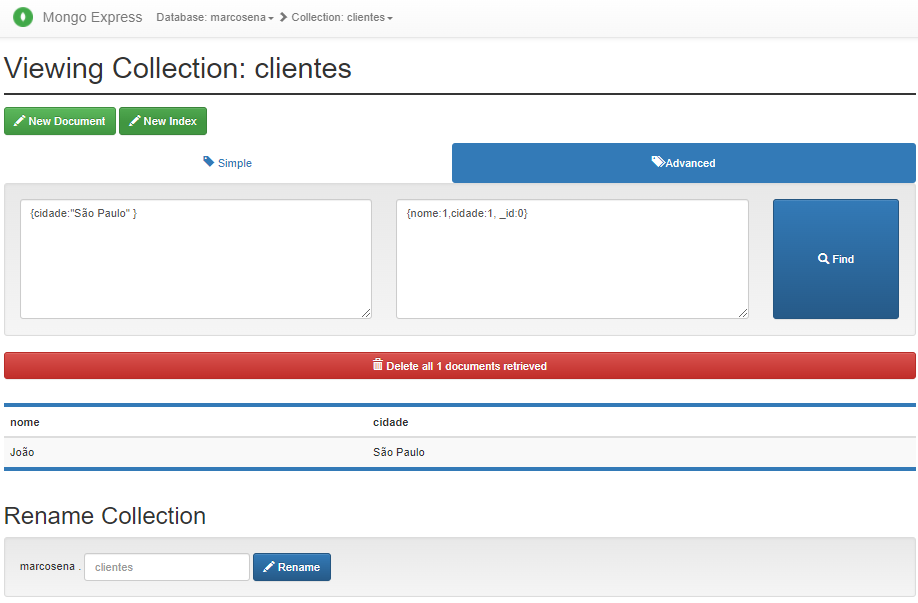 Mongo Express Database: marcosena Collection: clientes
Viewing Collection: clientes
New Document New Index
Simple Advanced
{cidade:"São Paulo" } {nome:1,cidade:1, _id:0} Find
Delete all 1 documents retrieved
nome cidade
João São Paulo
Rename Collection
marcosena . clientes Rename